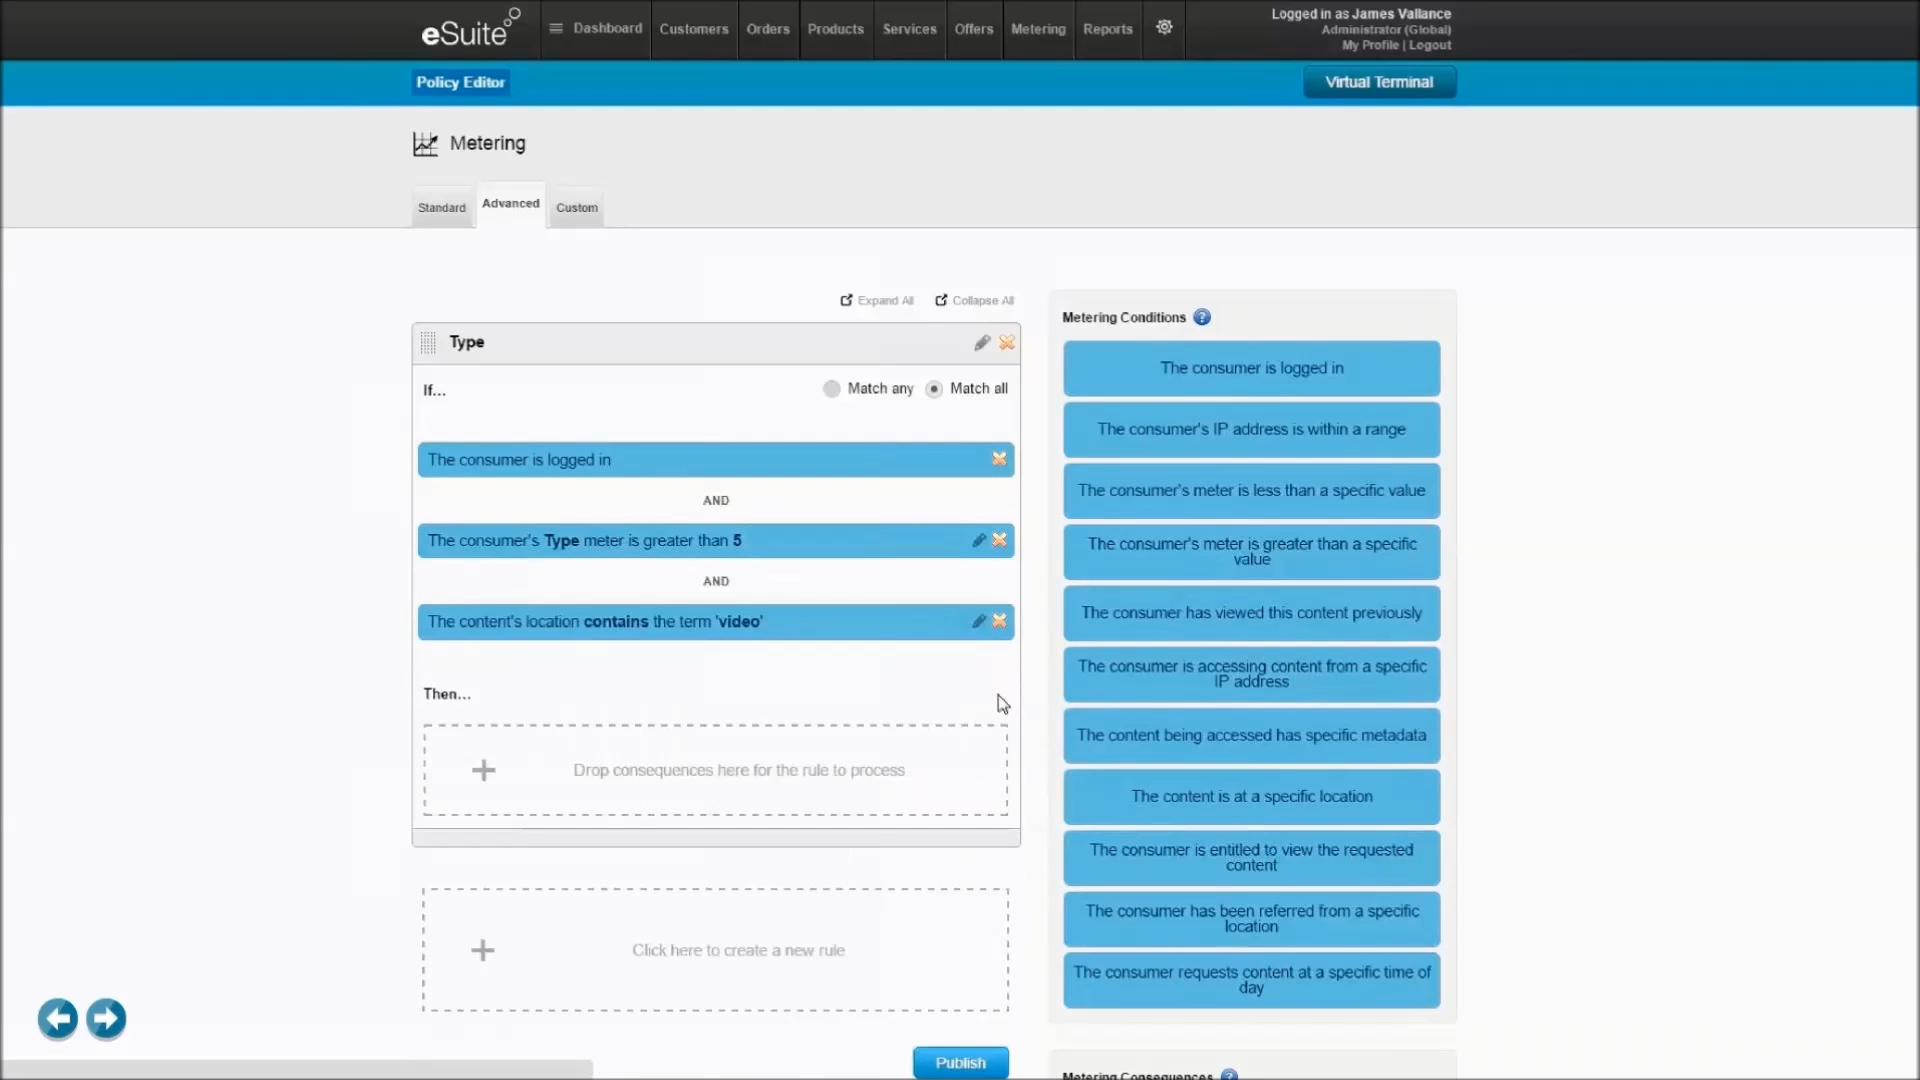 eSuite
Dashboard
Customers
Orders
Products
Services
Offers
Metering
Reports
Logged in as James Vallance
Administrator (Global)
My Profile | Logout
Policy Editor
Virtual Terminal
Metering
Standard
Advanced
Custom
Expand All
Collapse All
Type
If...
Match any
Match all
The consumer is logged in
AND
The consumer's Type meter is greater than 5
AND
The content's location contains the term 'video'
Then...
Drop consequences here for the rule to process
Click here to create a new rule
Publish
Metering Conditions
The consumer is logged in
The consumer's IP address is within a range
The consumer's meter is less than a specific value
The consumer's meter is greater than a specific
value
The consumer has viewed this content previously
The consumer is accessing content from a specific
IP address
The content being accessed has specific metadata
The content is at a specific location
The consumer is entitled to view the requested
content
The consumer has been referred from a specific
location
The consumer requests content at a specific time of
day
Metering Consequences